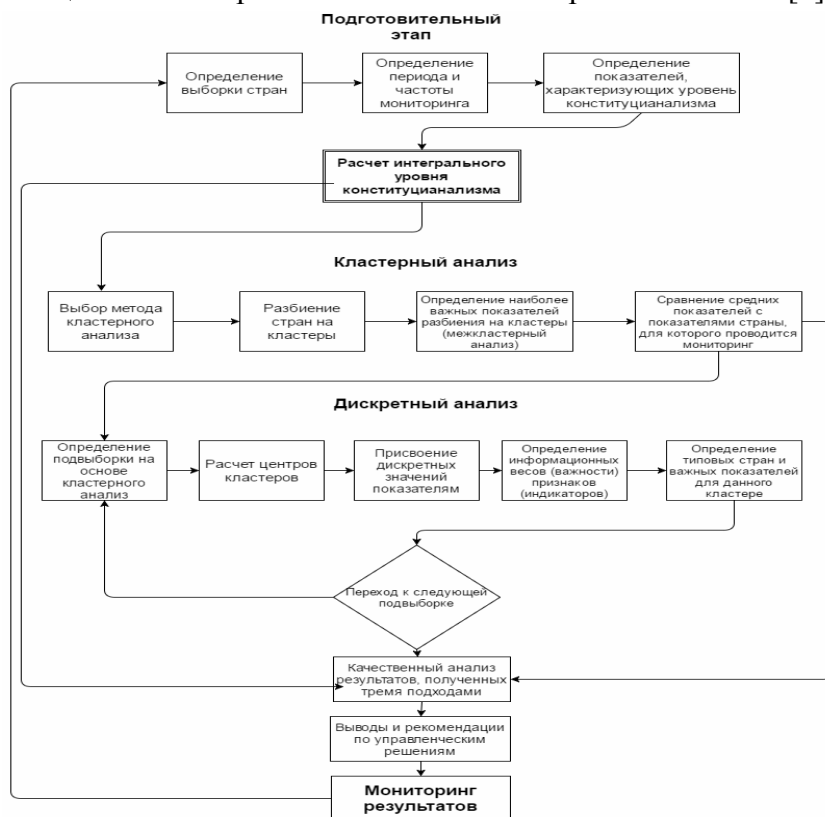 [
Подготовительный
этап
Определение
выборки стран
Определение
периода и
частоты
мониторинга
Определение
показателей,
характеризующих уровень
конституцианализма
Расчет интегрального
уровня
конституцианализма
Кластерный анализ
Выбор метода
кластерного
анализа
Разбиение
стран на
кластеры
Определение наиболее
важных показателей
разбиения на кластеры
(межкластерный
анализ)
Сравнение средних
показателей с
показателями страны,
для которого проводится
мониторинг
Дискретный анализ
Определение
подвыборки на
основе
кластерного
анализ
Расчет центров
кластеров
Присвоение
дискретных
значений
показателям
Определение
информационных
весов (важности)
признаков
(индикаторов)
Определение
типовых стран и
важных показателей
для данного
кластере
Переход к следующей
подвыборке
Качественный анализ
результатов, полученных
тремя подходами
Выводы и рекомендации
по управленческим
решениям
Мониторинг
результатов